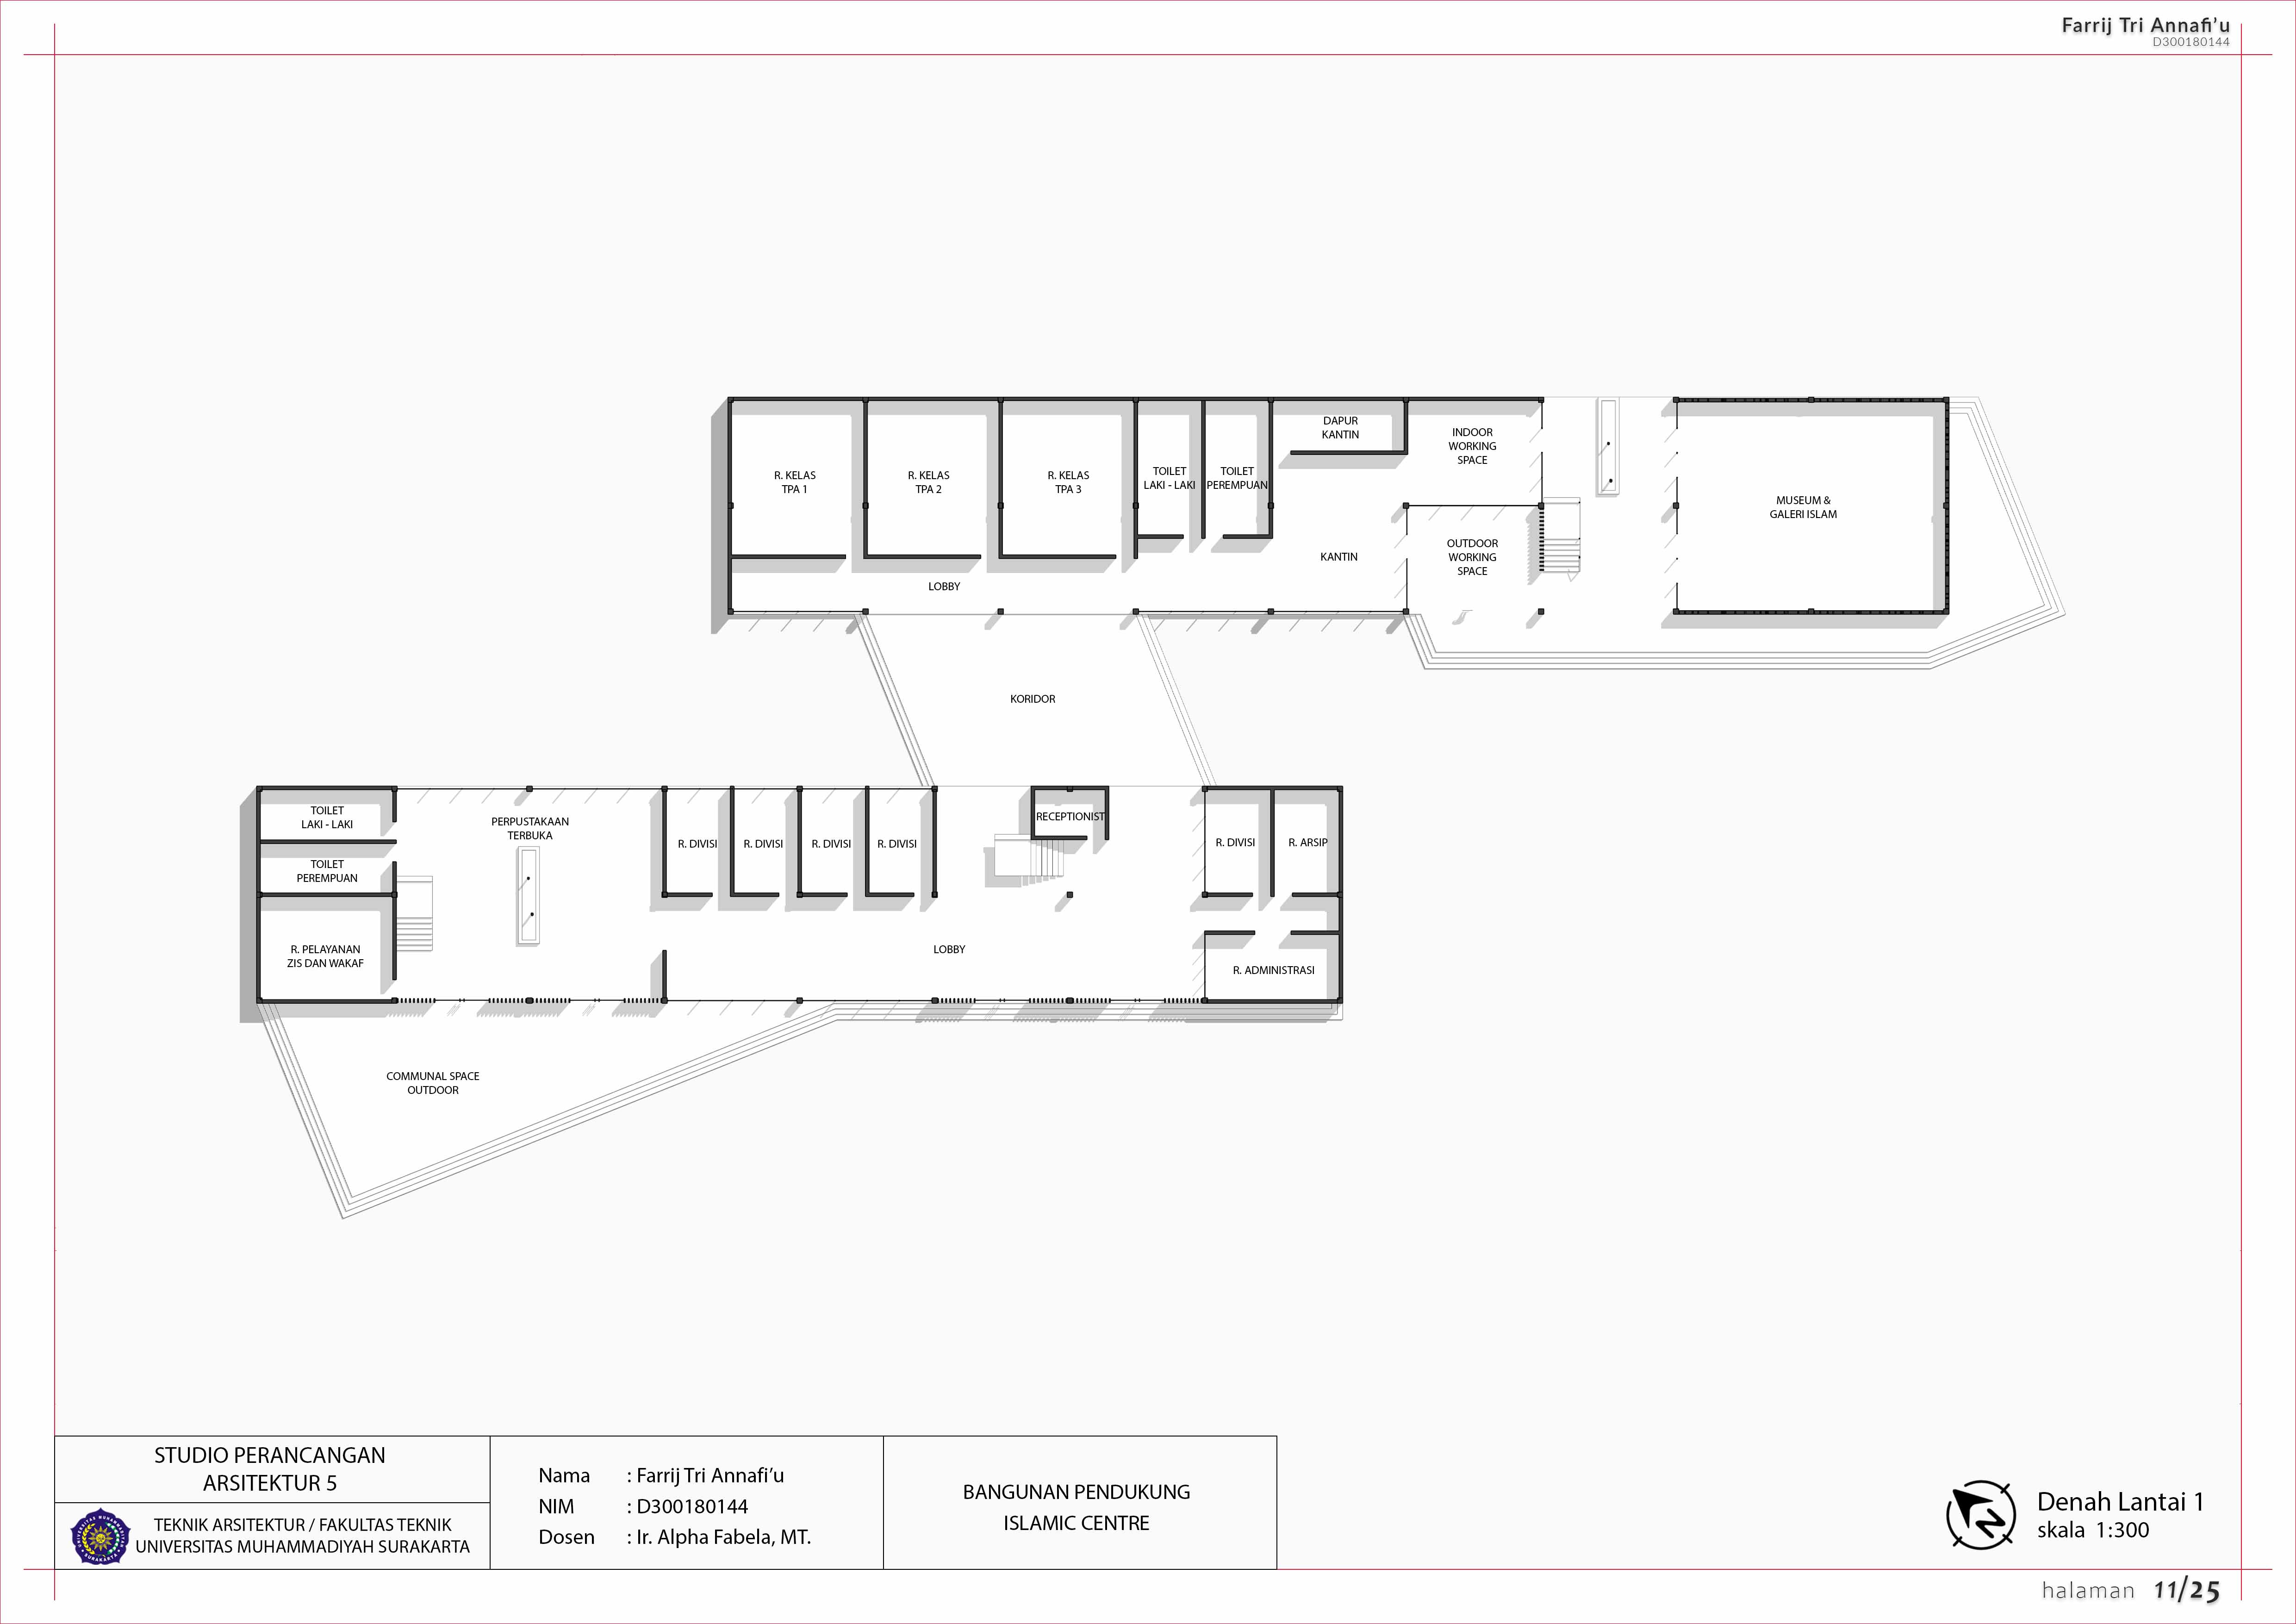 Farrij Tri Annafi'u
D300180144
R. KELAS
TPA 1
R. KELAS
TPA 2
R. KELAS
TPA 3
TOILET
LAKI - LAKI
TOILET
PEREMPUAN
DAPUR
KANTIN
INDOOR
WORKING
SPACE
MUSEUM &
GALERI ISLAM
OUTDOOR
WORKING
SPACE
KANTIN
LOBBY
KORIDOR
TOILET
LAKI - LAKI
TOILET
PEREMPUAN
R. PELAYANAN
ZIS DAN WAKAF
PERPUSTAKAAN
TERBUKA
R. DIVISI
R. DIVISI
R. DIVISI
R. DIVISI
RECEPTIONIST
R. DIVISI
R. ARSIP
LOBBY
R. ADMINISTRASI
COMMUNAL SPACE
OUTDOOR
STUDIO PERANCANGAN
ARSITEKTUR 5
TEKNIK ARSITEKTUR / FAKULTAS TEKNIK
UNIVERSITAS MUHAMMADIYAH SURAKARTA
Nama : Farrij Tri Annafi'u
NIM : D300180144
Dosen : Ir. Alpha Fabela, MT.
BANGUNAN PENDUKUNG
ISLAMIC CENTRE
N
Denah Lantai 1
skala 1:300
halaman 11/25